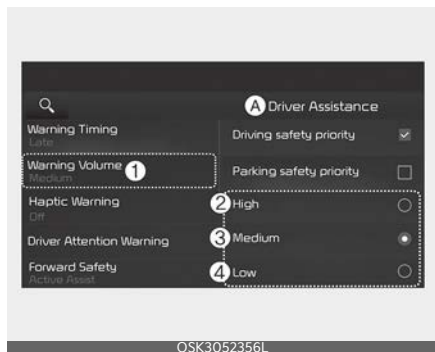 A Driver Assistance
Warning Timing
Late
Driving safety priority
Warning Volume 1
Medium
Parking safety priority
Haptic Warning
Off
2 High
Driver Attention Warning
3 Medium
Forward Safety
Active Assist
4 Low
OSK3052356L